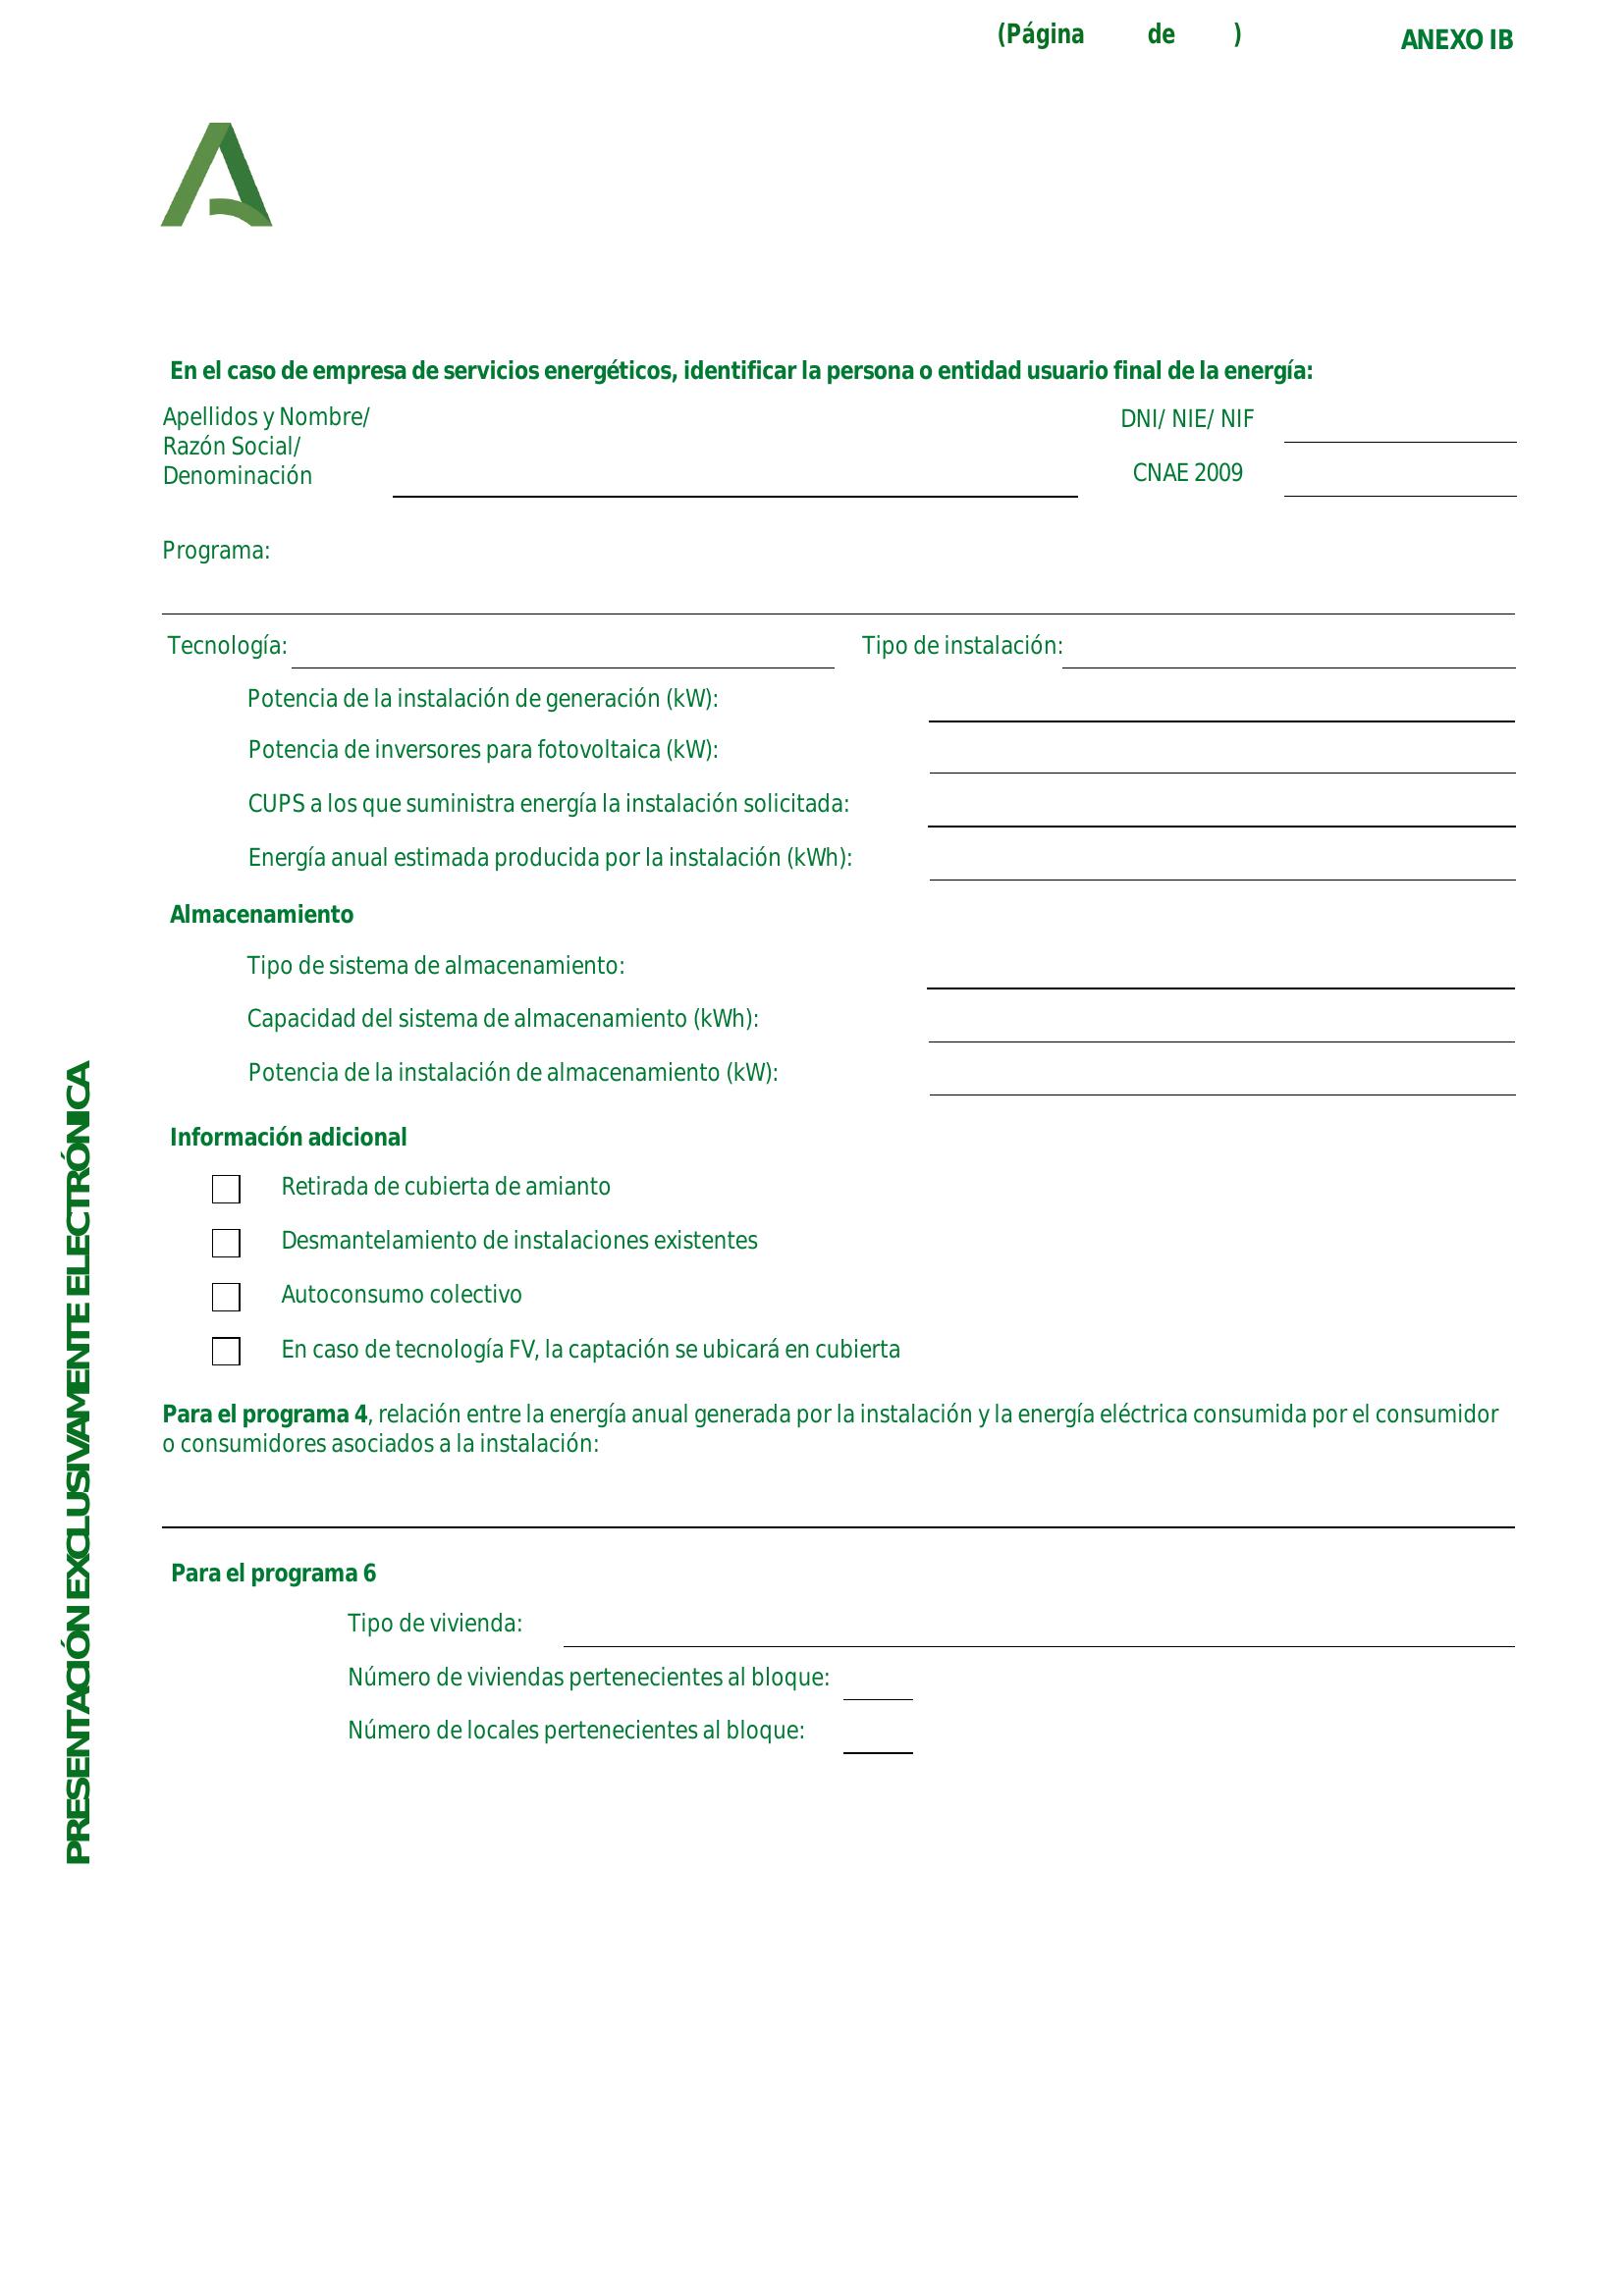 (Página de )
ANEXO IB
En el caso de empresa de servicios energéticos, identificar la persona o entidad usuario final de la energía:
Apellidos y Nombre/
Razón Social/
Denominación
DNI/ NIE/ NIF
CNAE 2009
Programa:
Tecnología:
Tipo de instalación:
Potencia de la instalación de generación (kW):
Potencia de inversores para fotovoltaica (kW):
CUPS a los que suministra energía la instalación solicitada:
Energía anual estimada producida por la instalación (kWh):
Almacenamiento
Tipo de sistema de almacenamiento:
Capacidad del sistema de almacenamiento (kWh):
Potencia de la instalación de almacenamiento (kW):
Información adicional
Retirada de cubierta de amianto
Desmantelamiento de instalaciones existentes
Autoconsumo colectivo
En caso de tecnología FV, la captación se ubicará en cubierta
Para el programa 4, relación entre la energía anual generada por la instalación y la energía eléctrica consumida por el consumidor
o consumidores asociados a la instalación:
Para el programa 6
Tipo de vivienda:
Número de viviendas pertenecientes al bloque:
Número de locales pertenecientes al bloque:
PRESENTACIÓN EXCLUSIVAMENTE ELECTRÓNICA